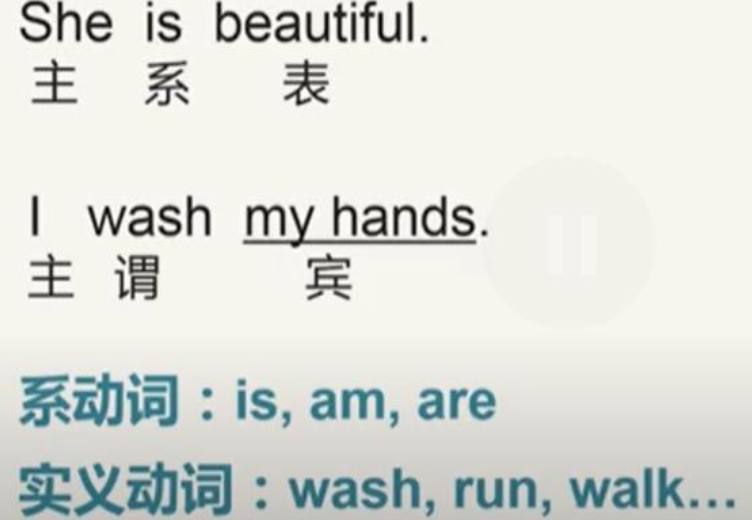 She is beautiful.
主 系 表
I wash my hands.
主 谓 宾
系动词：is, am, are
实义动词：wash, run, walk...